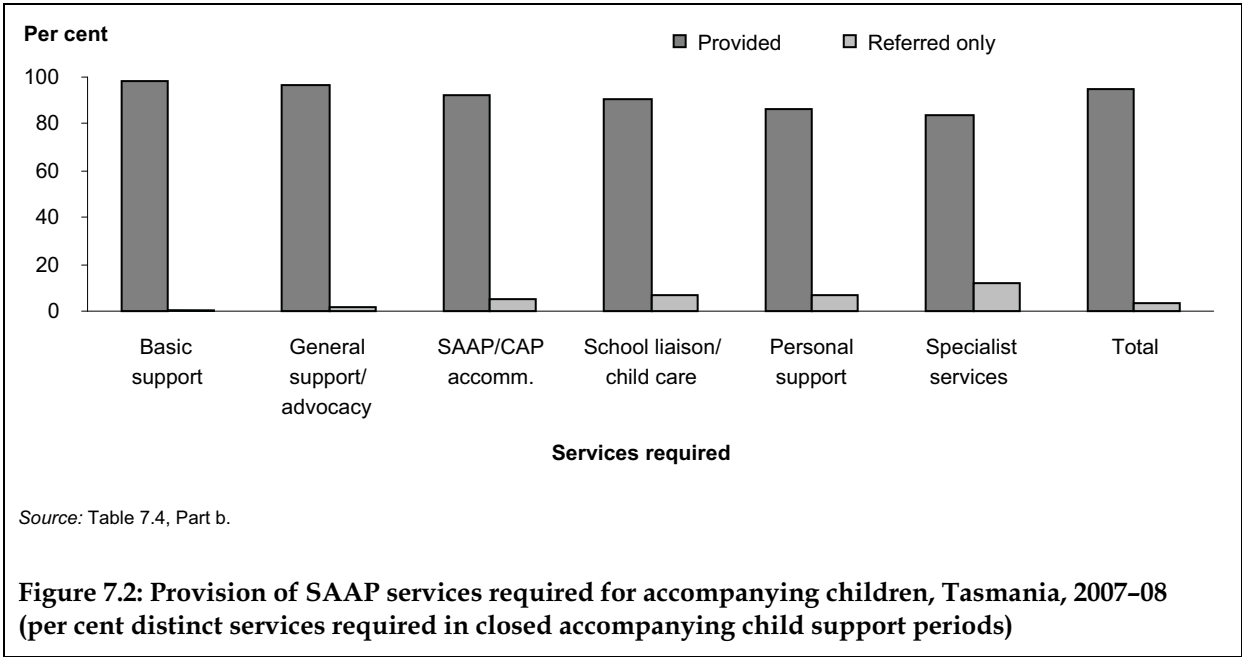 Per cent
Provided
Referred only
100
80
60
40
20
0
Basic support
General support/ advocacy
SAAP/CAP accomm.
School liaison/ child care
Personal support
Specialist services
Total
Services required
Source: Table 7.4, Part b.
Figure 7.2: Provision of SAAP services required for accompanying children, Tasmania, 2007–08
(per cent distinct services required in closed accompanying child support periods)